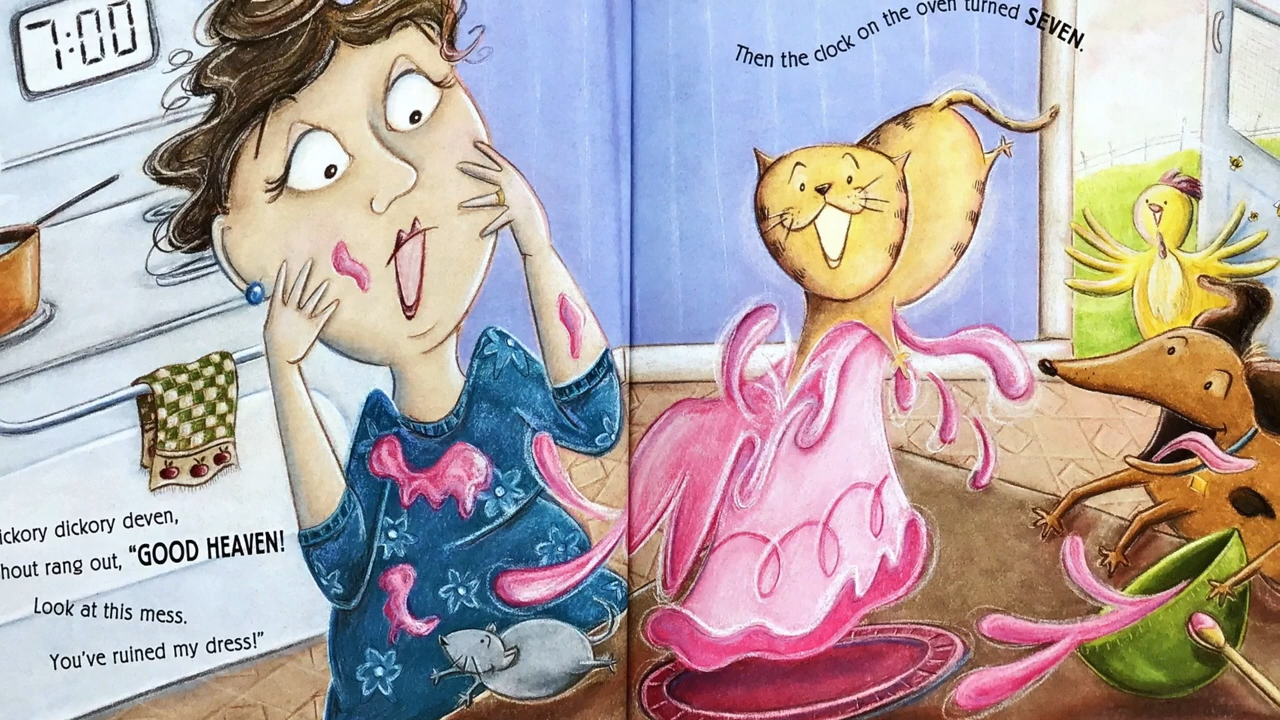 7:00
ickory dickory deven,
hout rang out, "GOOD HEAVEN!
Look at this mess.
You've ruined my dress!"
Then the clock on the oven turned SEVEN.